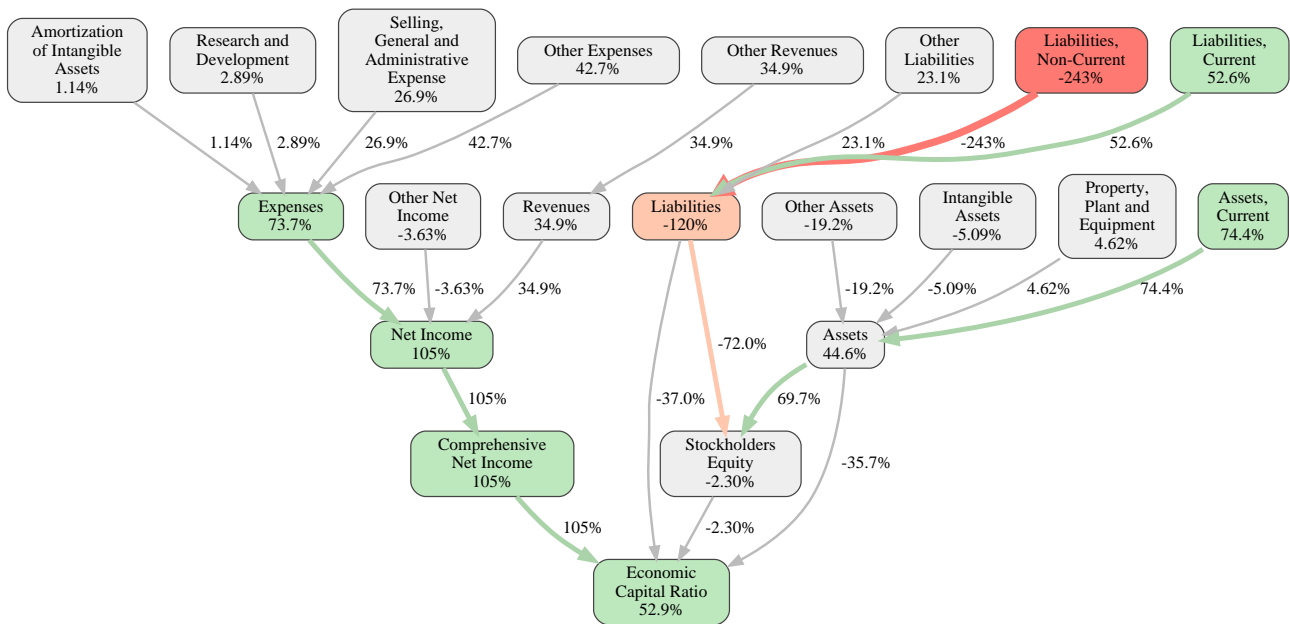 Amortization
of Intangible
Assets
1.14%
Research and
Development
2.89%
Selling,
General and
Administrative
Expense
26.9%
Other Expenses
42.7%
Other Revenues
34.9%
Other
Liabilities
23.1%
Liabilities,
Non-Current
-243%
Liabilities,
Current
52.6%
1.14%
2.89%
26.9%
42.7%
34.9%
23.1%
-243%
52.6%
Expenses
73.7%
Other Net
Income
-3.63%
Revenues
34.9%
Liabilities
-120%
Other Assets
-19.2%
Intangible
Assets
-5.09%
Property,
Plant and
Equipment
4.62%
Assets,
Current
74.4%
73.7%
-3.63%
34.9%
-19.2%
-5.09%
4.62%
74.4%
Net Income
105%
-72.0%
Assets
44.6%
105%
-37.0%
69.7%
Comprehensive
Net Income
105%
Stockholders
Equity
-2.30%
-35.7%
105%
-2.30%
Economic
Capital Ratio
52.9%